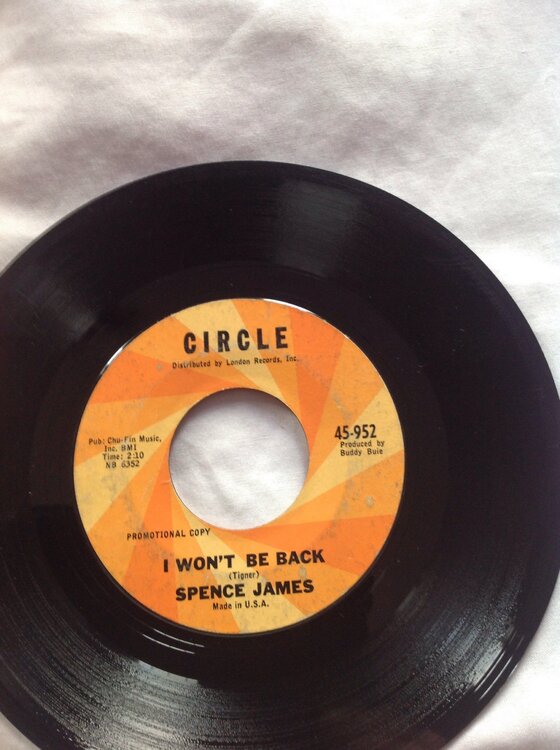 CIRCLE
Distributed by London Records, Inc.
Pub: Chu-Fin Music,
Inc. BMI
Time: 2:10
NB 6352
45-952
Produced by
Buddy Buie
PROMOTIONAL COPY
I WON'T BE BACK
(Tigner)
SPENCE JAMES
Made in U.S.A.